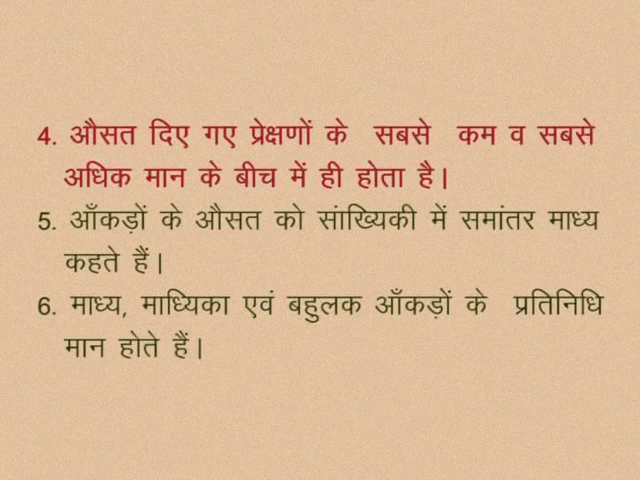 4. औसत दिए गए प्रेक्षणों के सबसे कम व सबसे
अधिक मान के बीच में ही होता है।
5. आँकड़ों के औसत को सांख्यिकी में समांतर माध्य
कहते हैं।
6. माध्य, माध्यिका एवं बहुलक आँकड़ों के प्रतिनिधि
मान होते हैं।